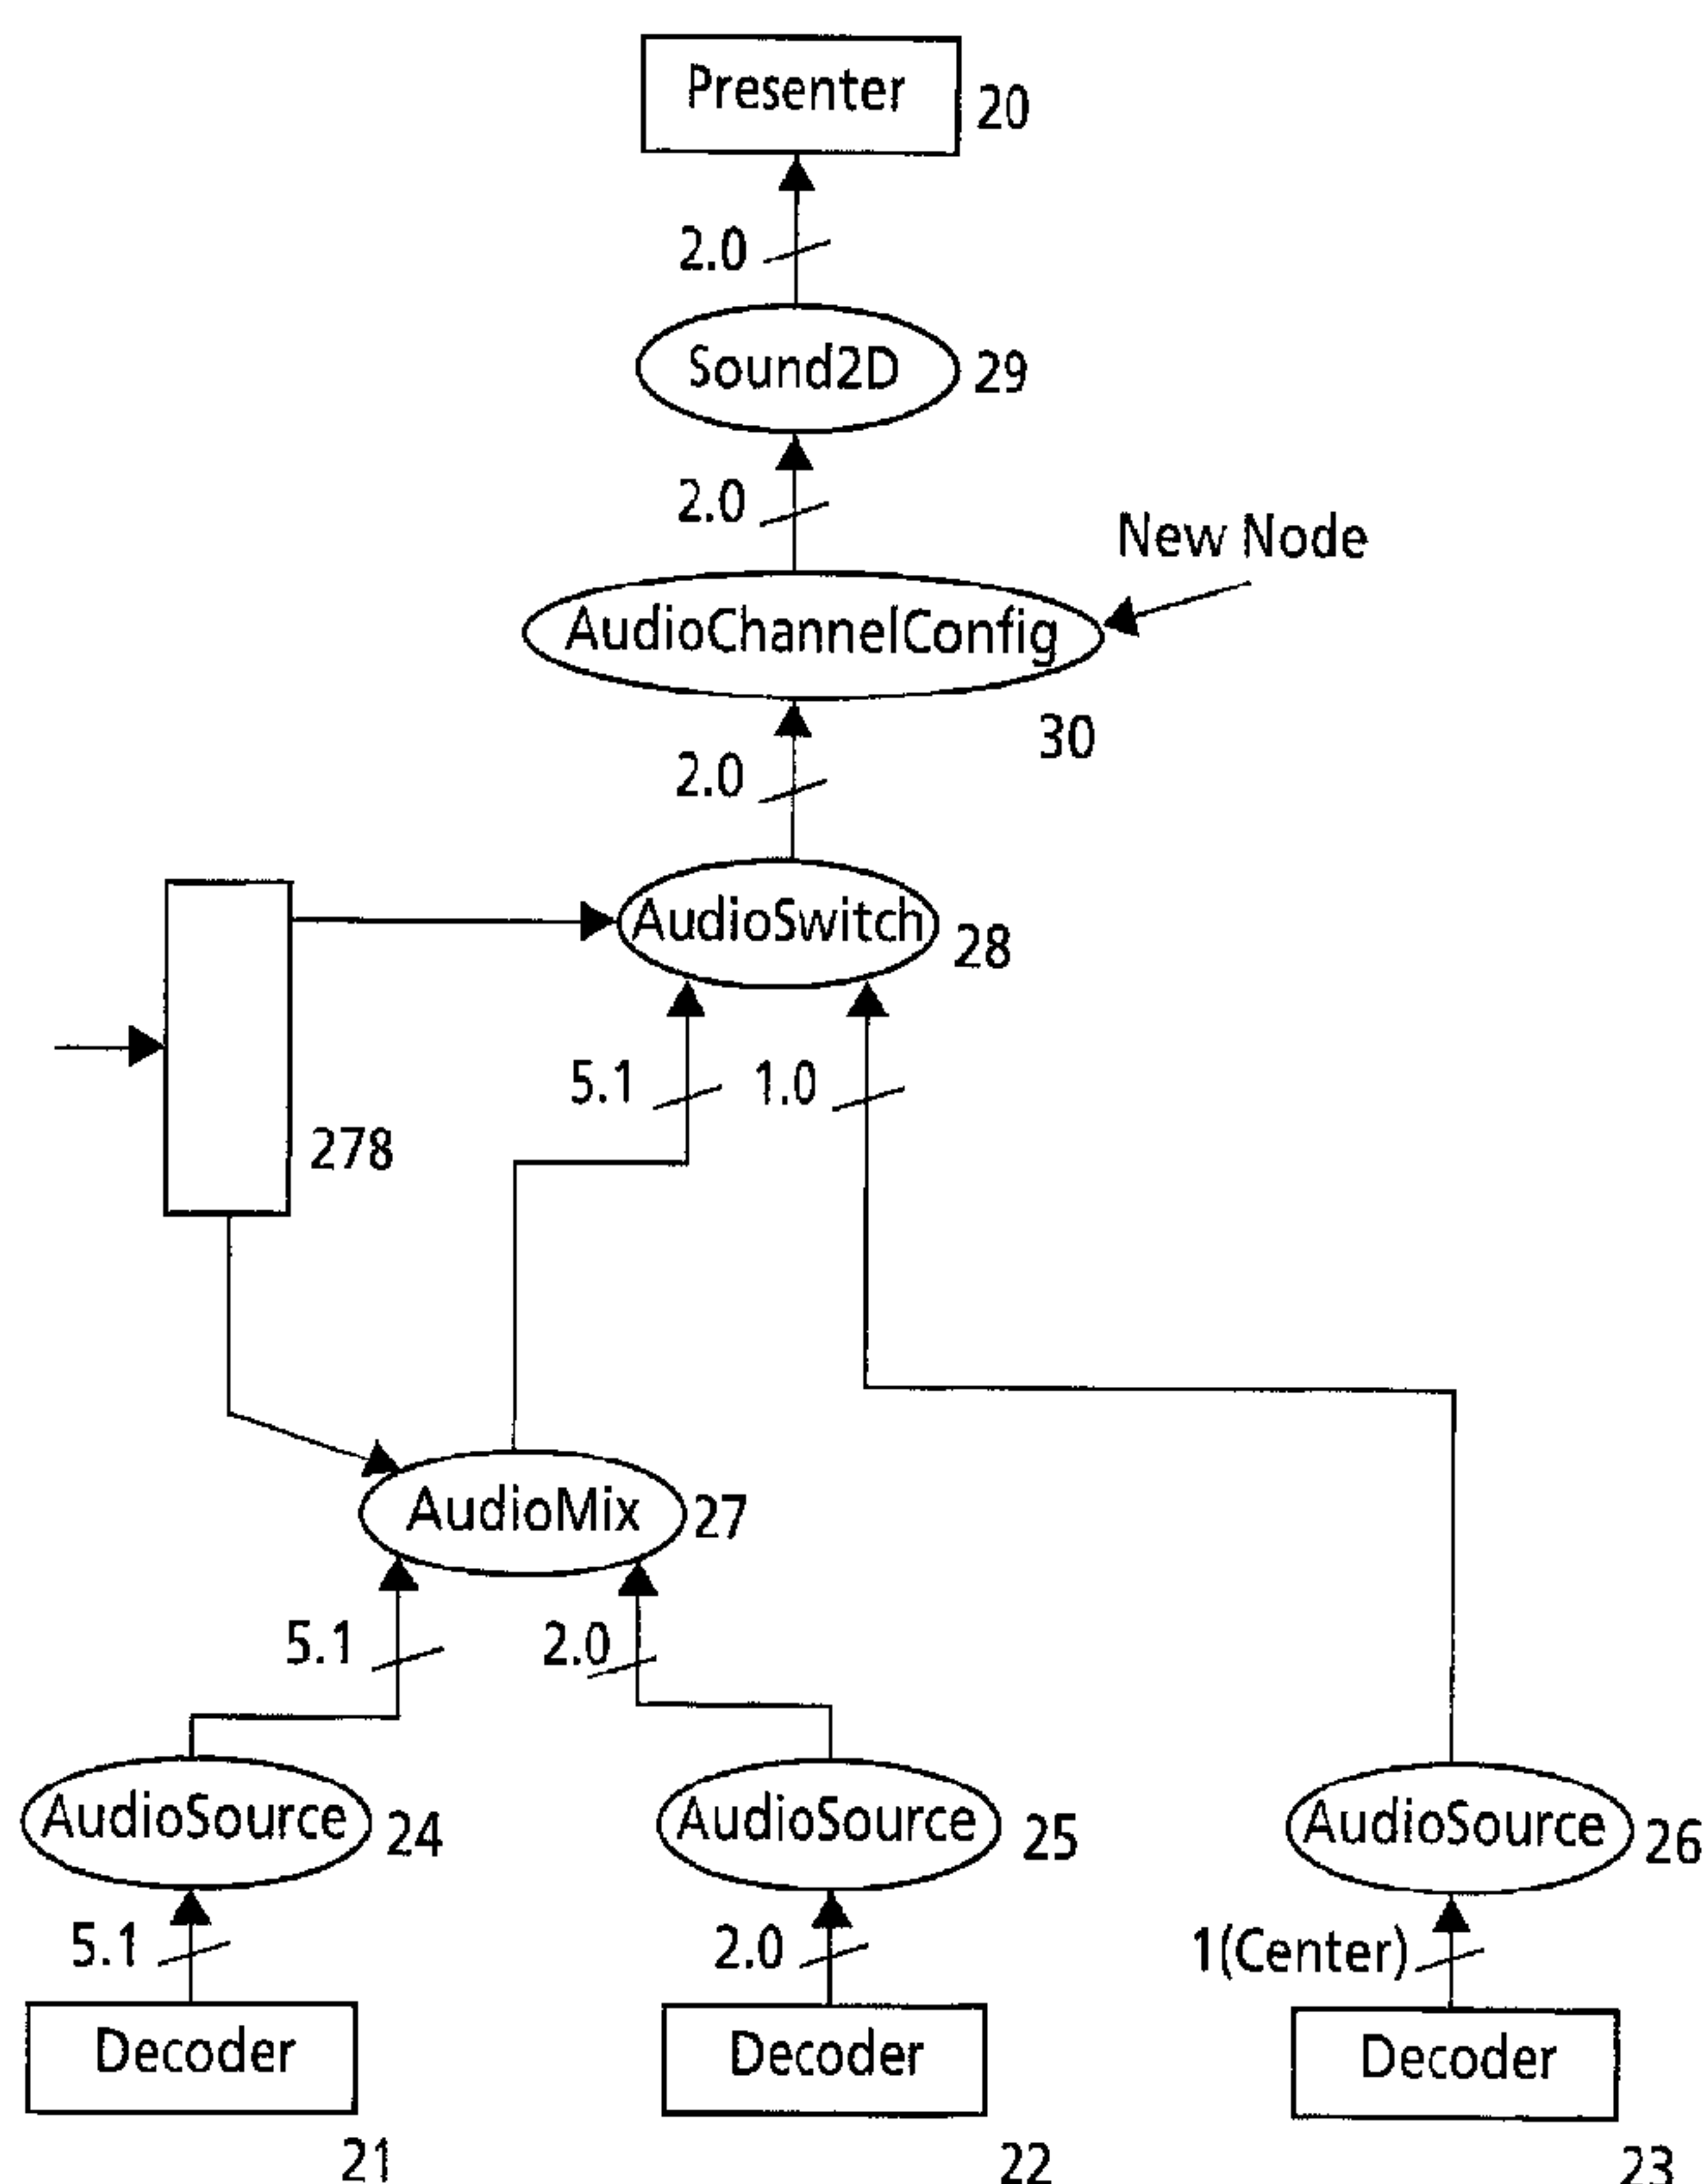 Presenter
20
2.0
Sound2D
29
2.0
New Node
AudioChannelConfig
30
2.0
AudioSwitch
28
5.1
1.0
278
AudioMix
27
5.1
2.0
AudioSource
24
AudioSource
25
AudioSource
26
5.1
2.0
1(Center)
Decoder
Decoder
Decoder
21
22
23